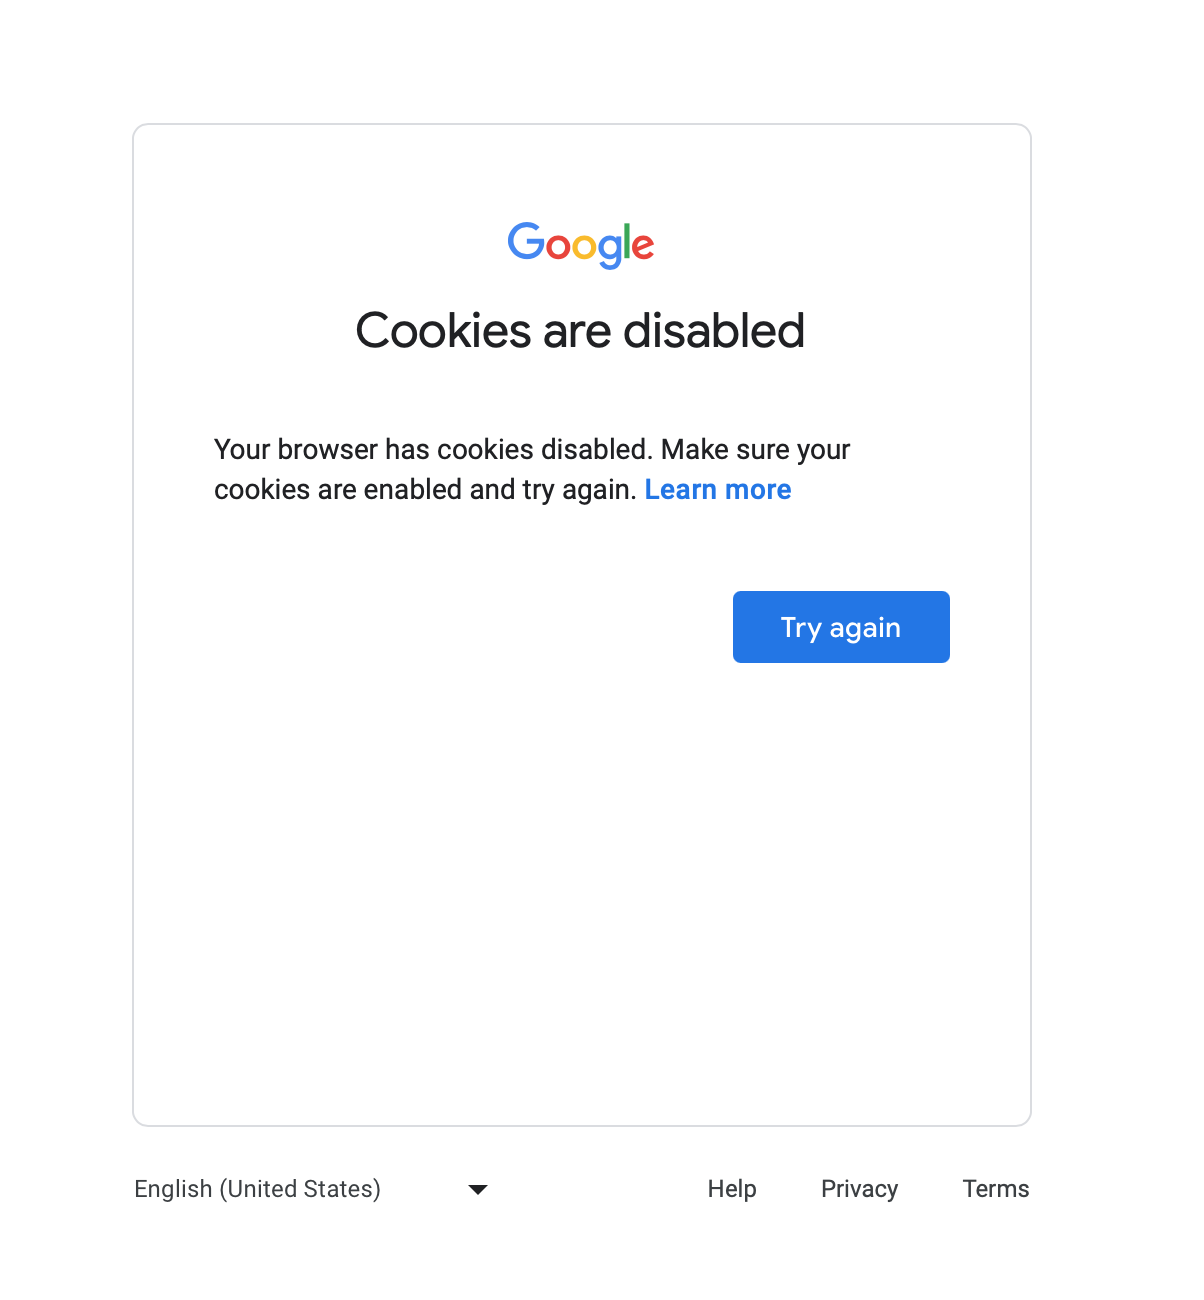 Google
Cookies are disabled
Your browser has cookies disabled. Make sure your
cookies are enabled and try again. Learn more
Try again
English (United States)
Help Privacy Terms